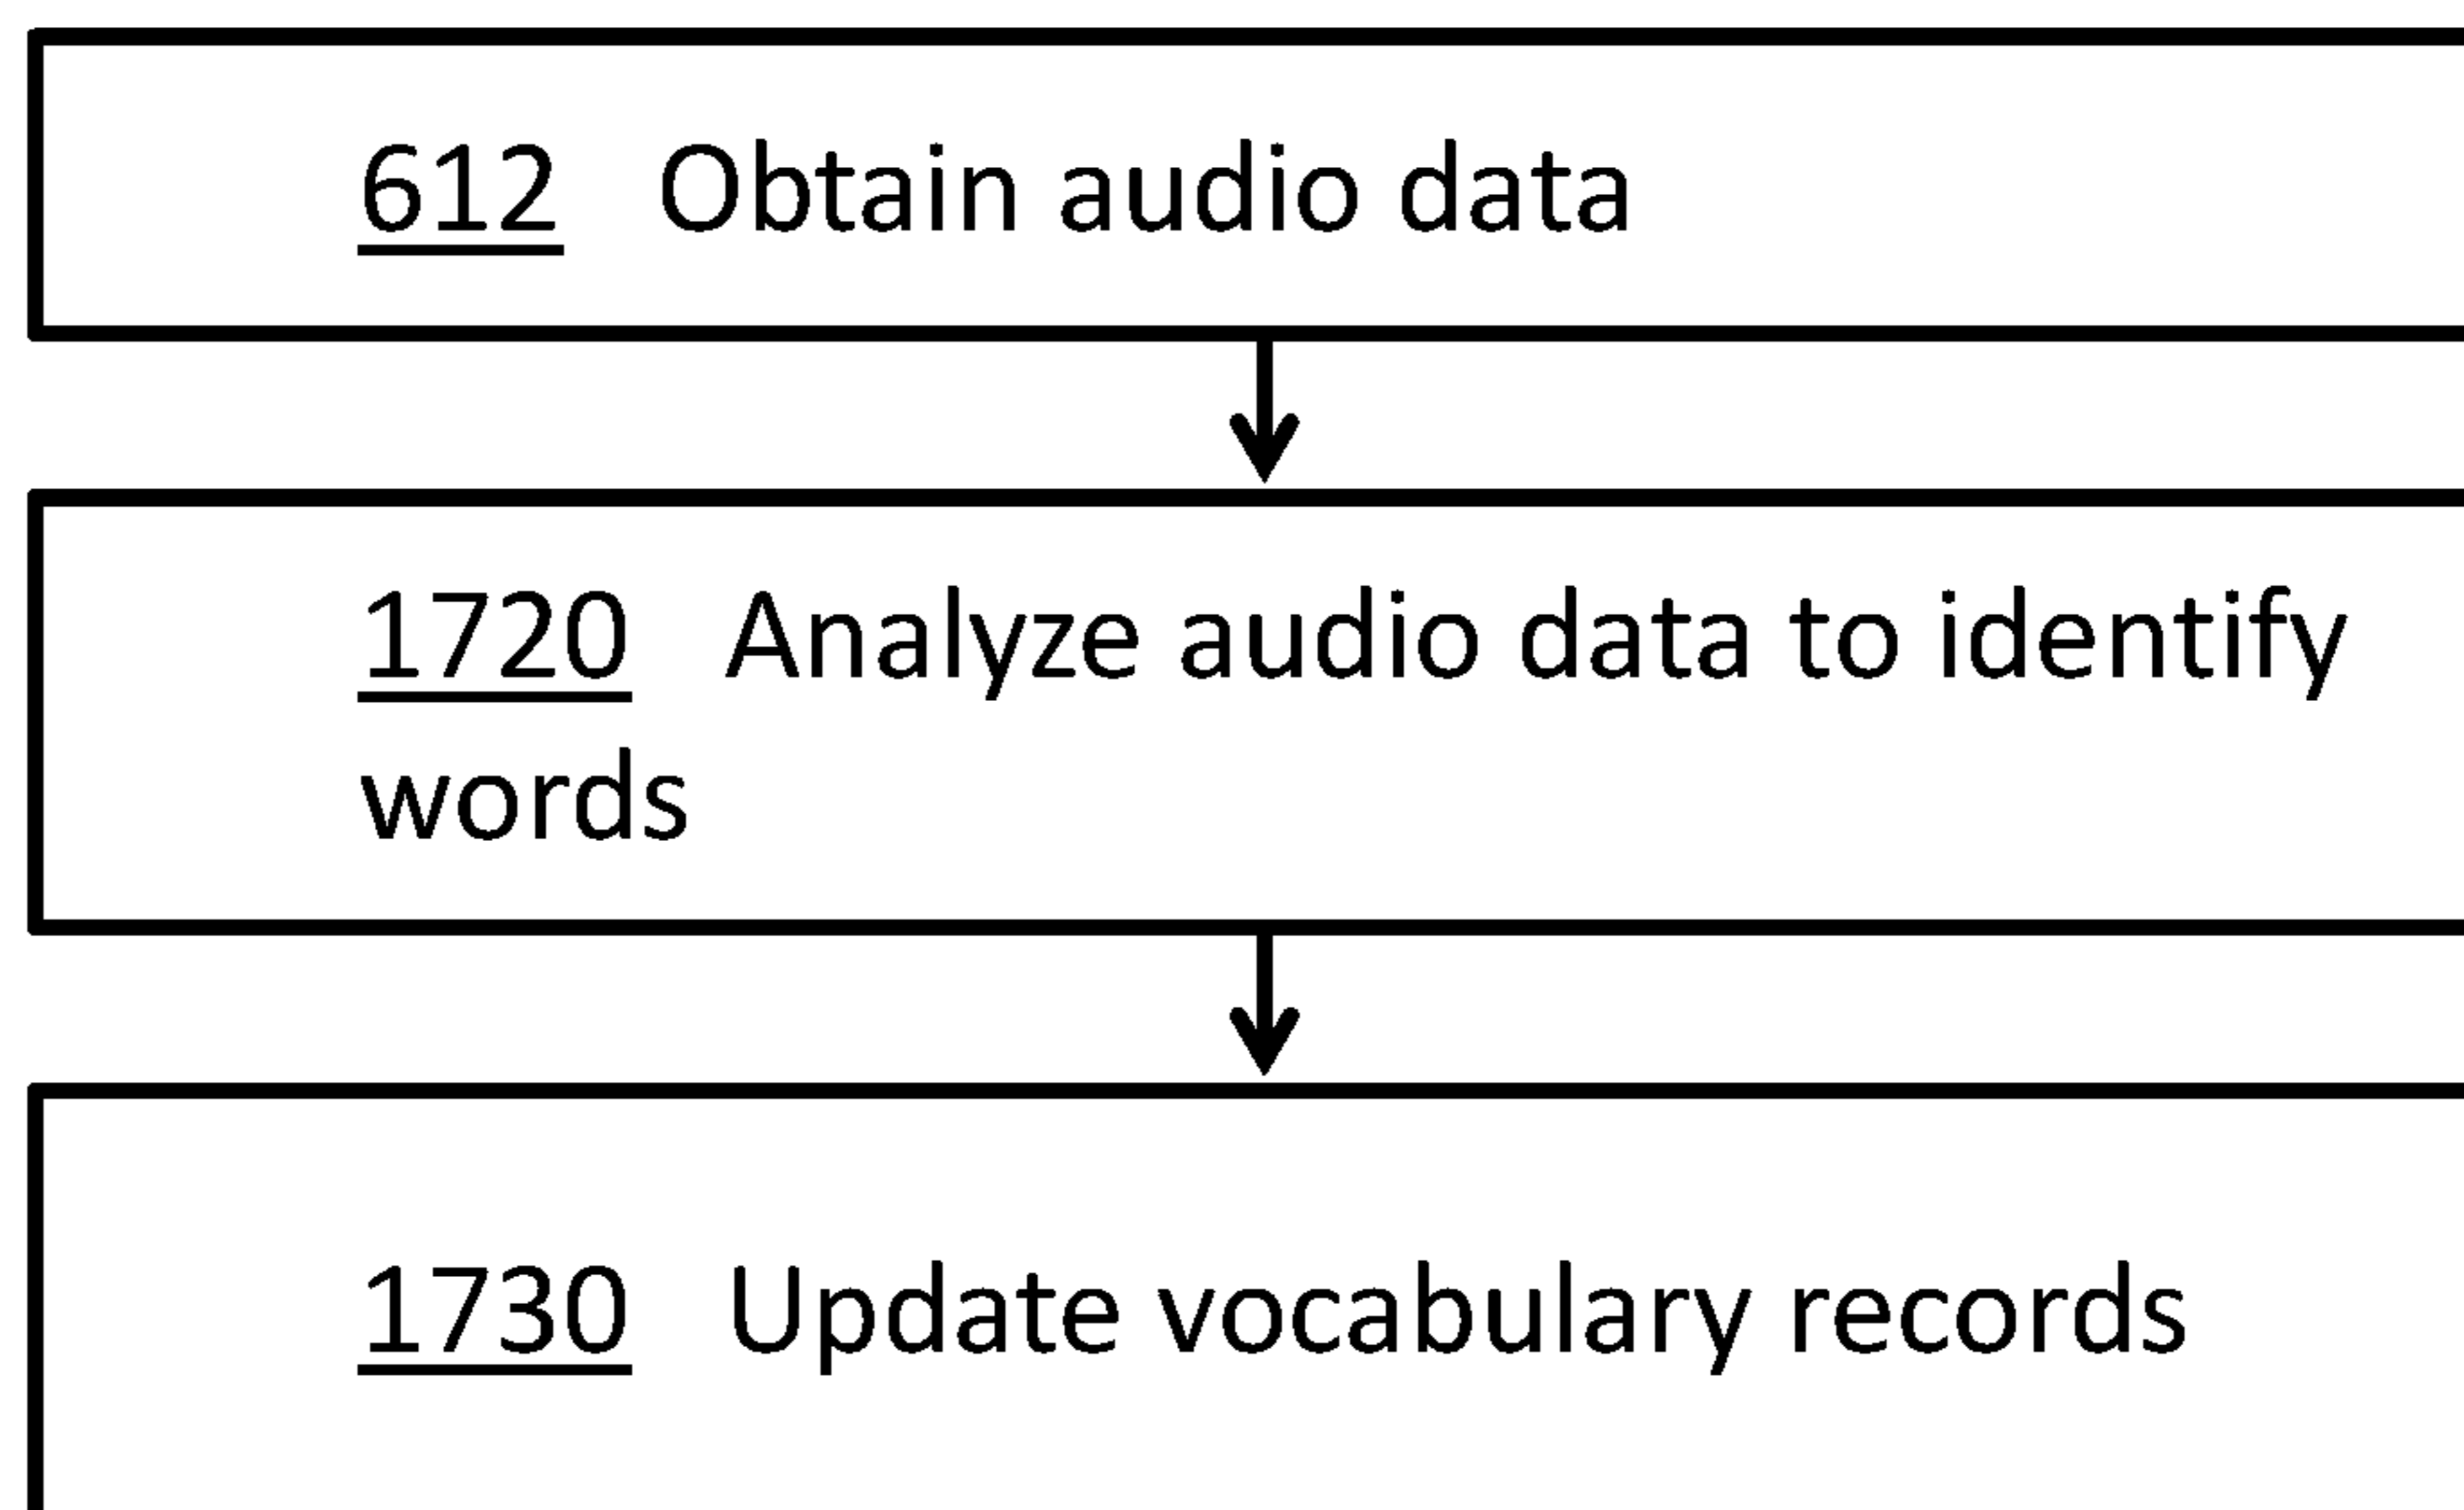 612 Obtain audio data
1720 Analyze audio data to identify
words
1730 Update vocabulary records